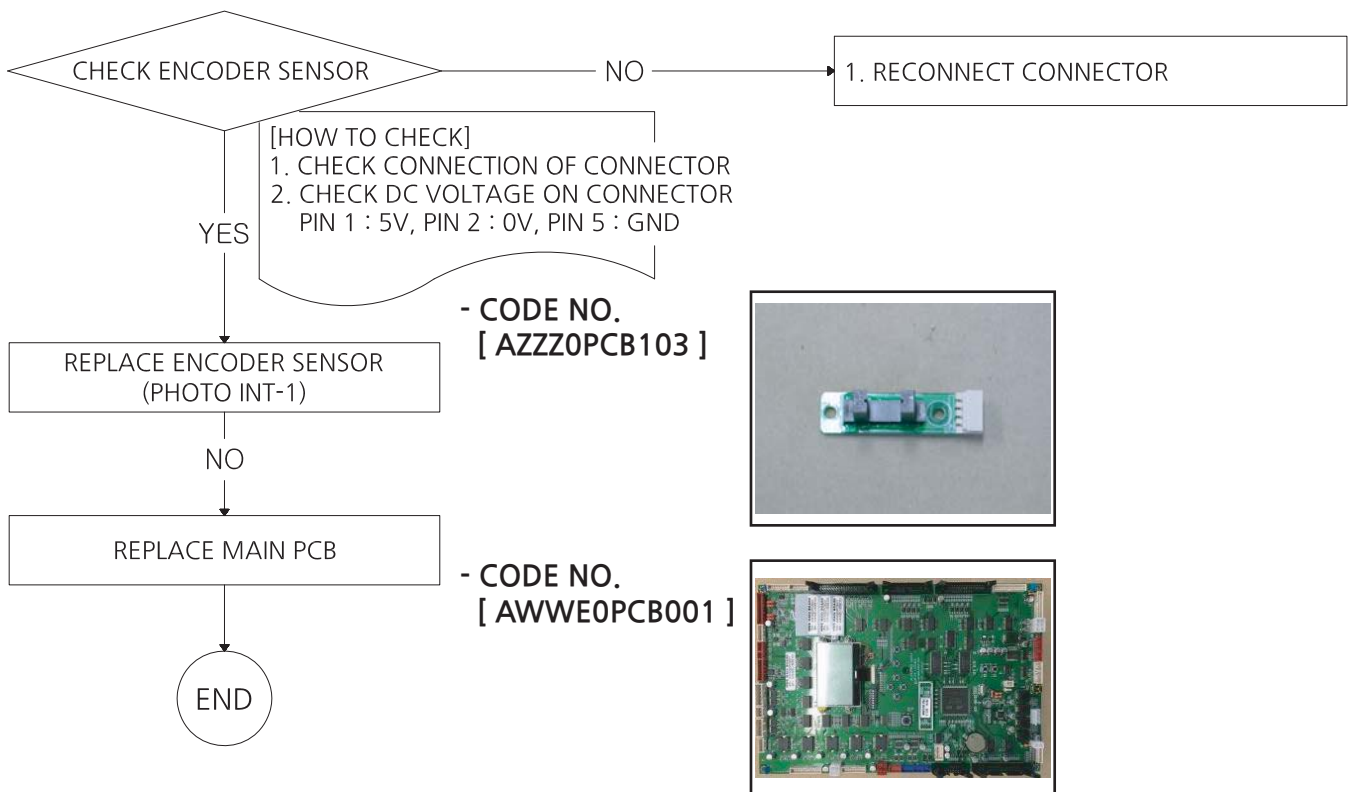 CHECK ENCODER SENSOR
NO
1. RECONNECT CONNECTOR
[HOW TO CHECK]
1. CHECK CONNECTION OF CONNECTOR
2. CHECK DC VOLTAGE ON CONNECTOR
PIN 1 : 5V, PIN 2 : 0V, PIN 5 : GND
YES
- CODE NO.
[ AZZZ0PCB103 ]
REPLACE ENCODER SENSOR
(PHOTO INT-1)
NO
REPLACE MAIN PCB
- CODE NO.
[ AWWE0PCB001 ]
END